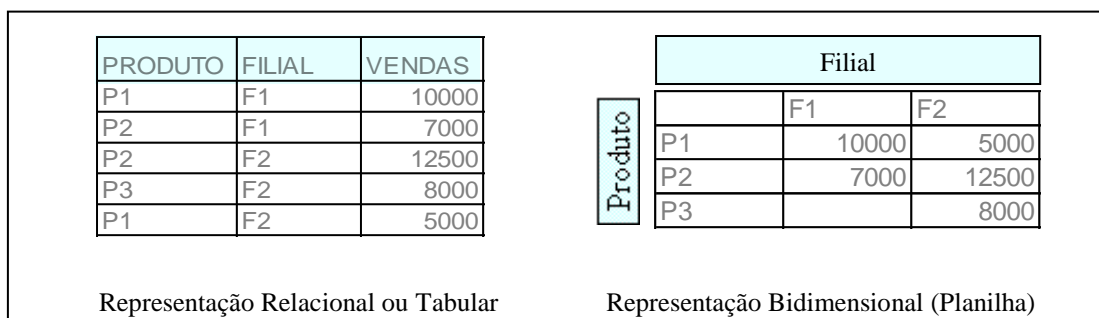 PRODUTO FILIAL VENDAS
P1 F1 10000
P2 F1 7000
P2 F2 12500
P3 F2 8000
P1 F2 5000
Representação Relacional ou Tabular
Filial
Produto
F1 F2
P1 10000 5000
P2 7000 12500
P3 8000
Representação Bidimensional (Planilha)